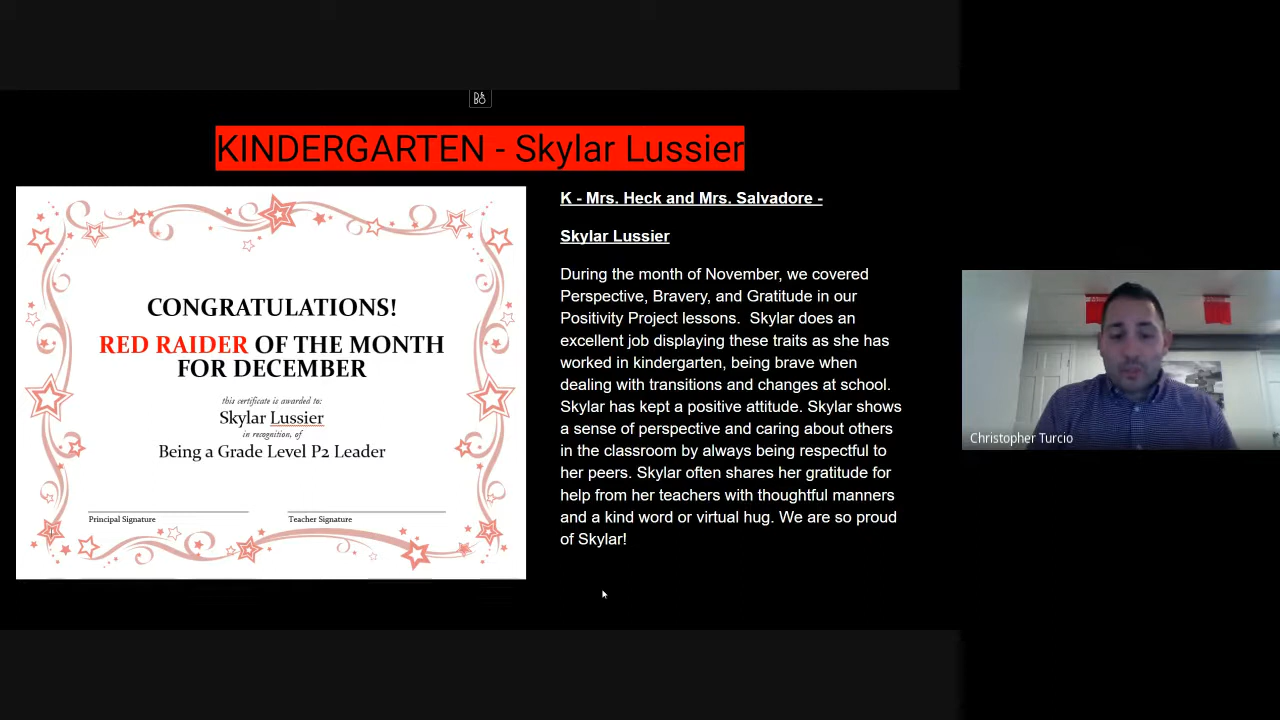 D&
BO
KINDERGARTEN - Skylar Lussier
CONGRATULATIONS!
RED RAIDER OF THE MONTH
FOR DECEMBER
this certificate is awarded to:
Skylar Lussier
in recognition, of
Being a Grade Level P2 Leader
Principal Signature
Teacher Signature
K - Mrs. Heck and Mrs. Salvadore -
Skylar Lussier
During the month of November, we covered
Perspective, Bravery, and Gratitude in our
Positivity Project lessons.  Skylar does an
excellent job displaying these traits as she has
worked in kindergarten, being brave when
dealing with transitions and changes at school.
Skylar has kept a positive attitude. Skylar shows
a sense of perspective and caring about others
in the classroom by always being respectful to
her peers. Skylar often shares her gratitude for
help from her teachers with thoughtful manners
and a kind word or virtual hug. We are so proud
of Skylar!
Christopher Turcio